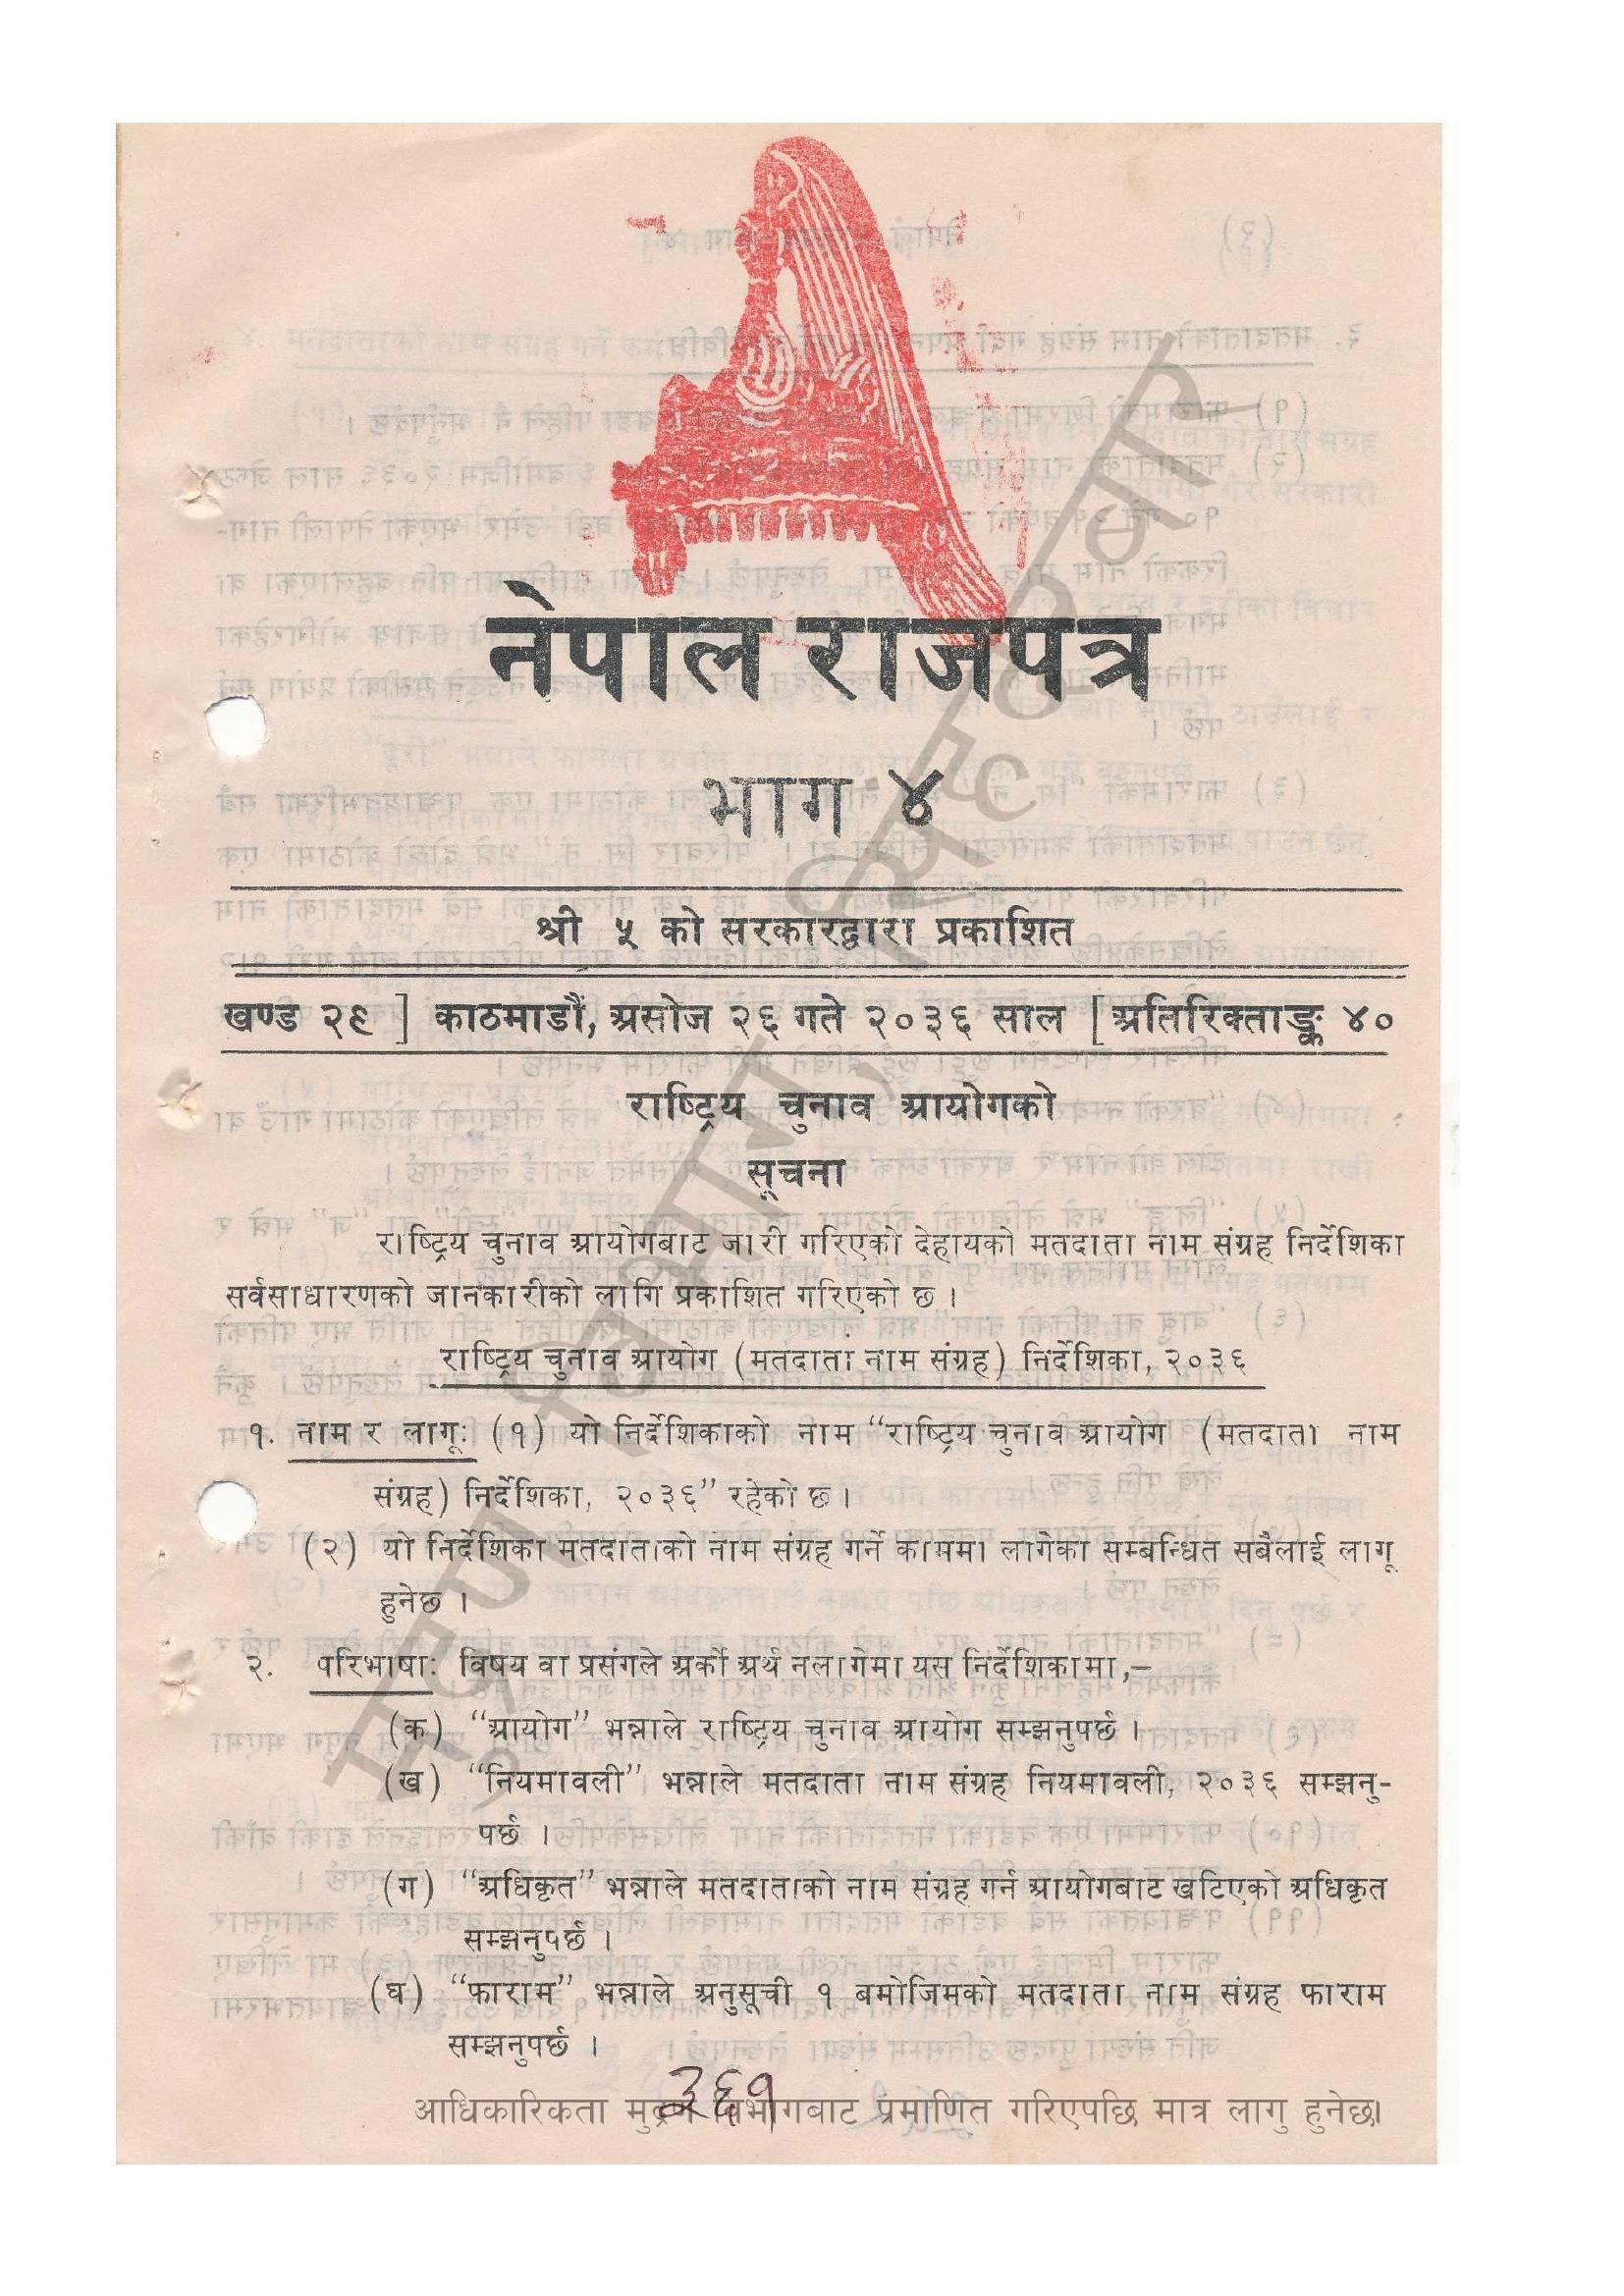 नेपाल राजपत्र
भाग ४
श्री ५ को सरकारद्वारा प्रकाशित
खण्ड २९ ] काठमाडौं, असोज २६ गते २०३६ साल [ अतिरिक्ताङ्क ४०
राष्ट्रिय चुनाव आयोगको
सूचना
राष्ट्रिय चुनाव आयोगबाट जारी गरिएको देहायको मतदाता नाम संग्रह निर्देशिका
सर्वसाधारणको जानकारीको लागि प्रकाशित गरिएको छ ।
राष्ट्रिय चुनाव आयोग (मतदाता नाम संग्रह) निर्देशिका, २०३६
१. नाम र लागू: (१) यो निर्देशिकाको नाम “राष्ट्रिय चुनाव आयोग (मतदाता नाम
संग्रह) निर्देशिका, २०३६” रहेको छ ।
(२) यो निर्देशिका मतदाताको नाम संग्रह गर्ने काममा लागेका सम्बन्धित सबैलाई लागू
हुनेछ ।
२. परिभाषा: विषय वा प्रसंगले अर्को अर्थ नलागेमा यस निर्देशिकामा,–
(क) “आयोग” भन्नाले राष्ट्रिय चुनाव आयोग सम्झनुपर्छ ।
(ख) “नियमावली” भन्नाले मतदाता नाम संग्रह नियमावली, २०३६ सम्झनु-
पर्छ ।
(ग) “अधिकृत” भन्नाले मतदाताको नाम संग्रह गर्न आयोगबाट खटिएको अधिकृत
सम्झनुपर्छ ।
(घ) “फाराम” भन्नाले अनुसूची १ बमोजिमको मतदाता नाम संग्रह फाराम
सम्झनुपर्छ ।
३६१
आधिकारिकता मुद्रण विभागबाट प्रमाणित गरिएपछि मात्र लागु हुनेछ।